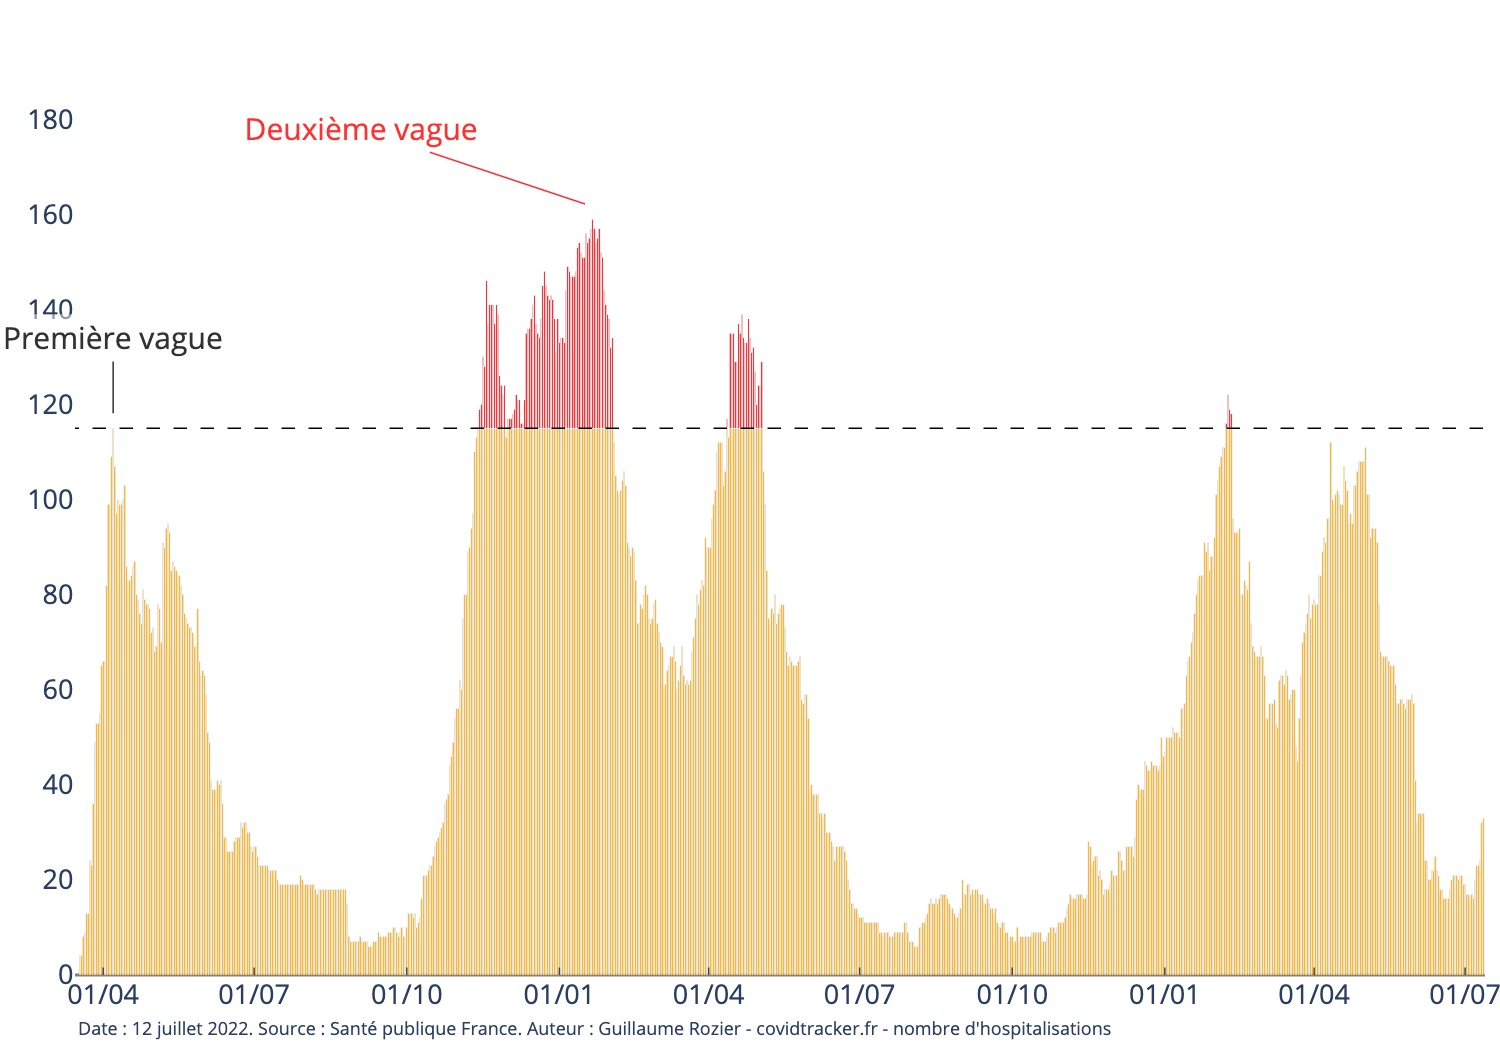 180
Deuxième vague
160
140
Première vague
120
100
80
60
40
20
0
01/04 01/07 01/10 01/01 01/04 01/07 01/10 01/01 01/04 01/07
Date : 12 juillet 2022. Source : Santé publique France. Auteur : Guillaume Rozier - covidtracker.fr - nombre d'hospitalisations